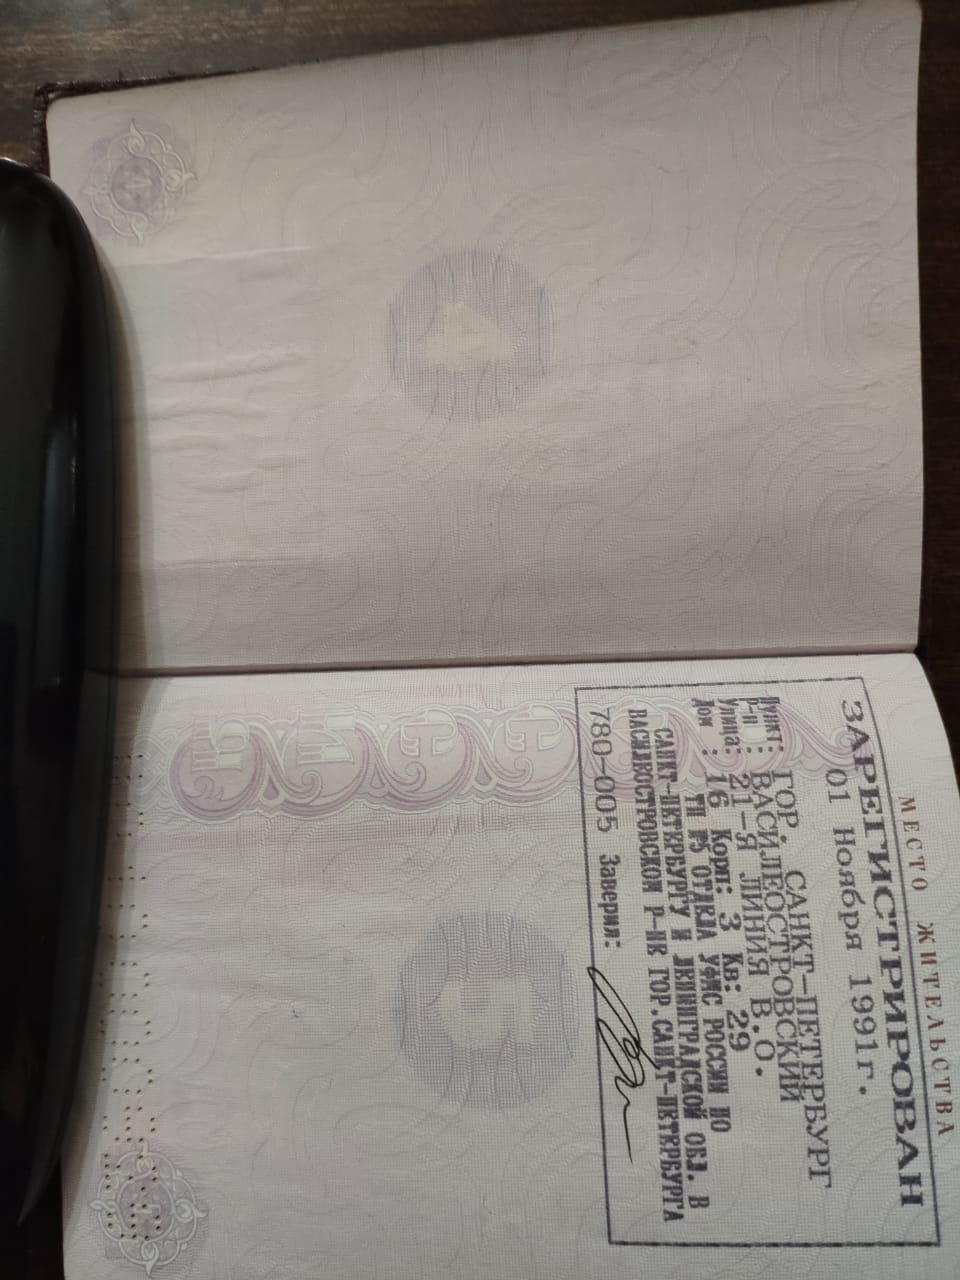 МЕСТО ЖИТЕЛЬСТВА
ЗАРЕГИСТРИРОВАН
01 Ноября 1991г.
ГОР. САНКТ-ПЕТЕРБУРГ
Пункт:
Р-н : ВАСИЛЕОСТРОВСКИЙ
Улица: 21-Я ЛИНИЯ В.О.
Дом : 16 Корп: 3 Кв: 29
ТП №5 ОТДЕЛА УФМС РОССИИ ПО
САНКТ-ПЕТЕРБУРГУ И ЛЕНИНГРАДСКОЙ ОБЛ. В
ВАСИЛЕОСТРОВСКОМ Р-НЕ ГОР.САНКТ-ПЕТЕРБУРГА
780-005 Заверил: